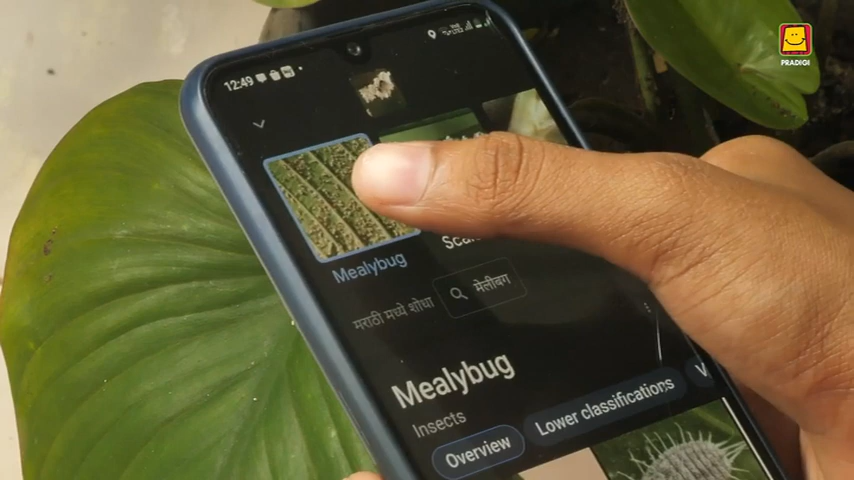 PRADIGI
12:49
Mealybug
मराठी मध्ये शोधा
मेलीबग
Mealybug
Insects
Overview
Lower classifications